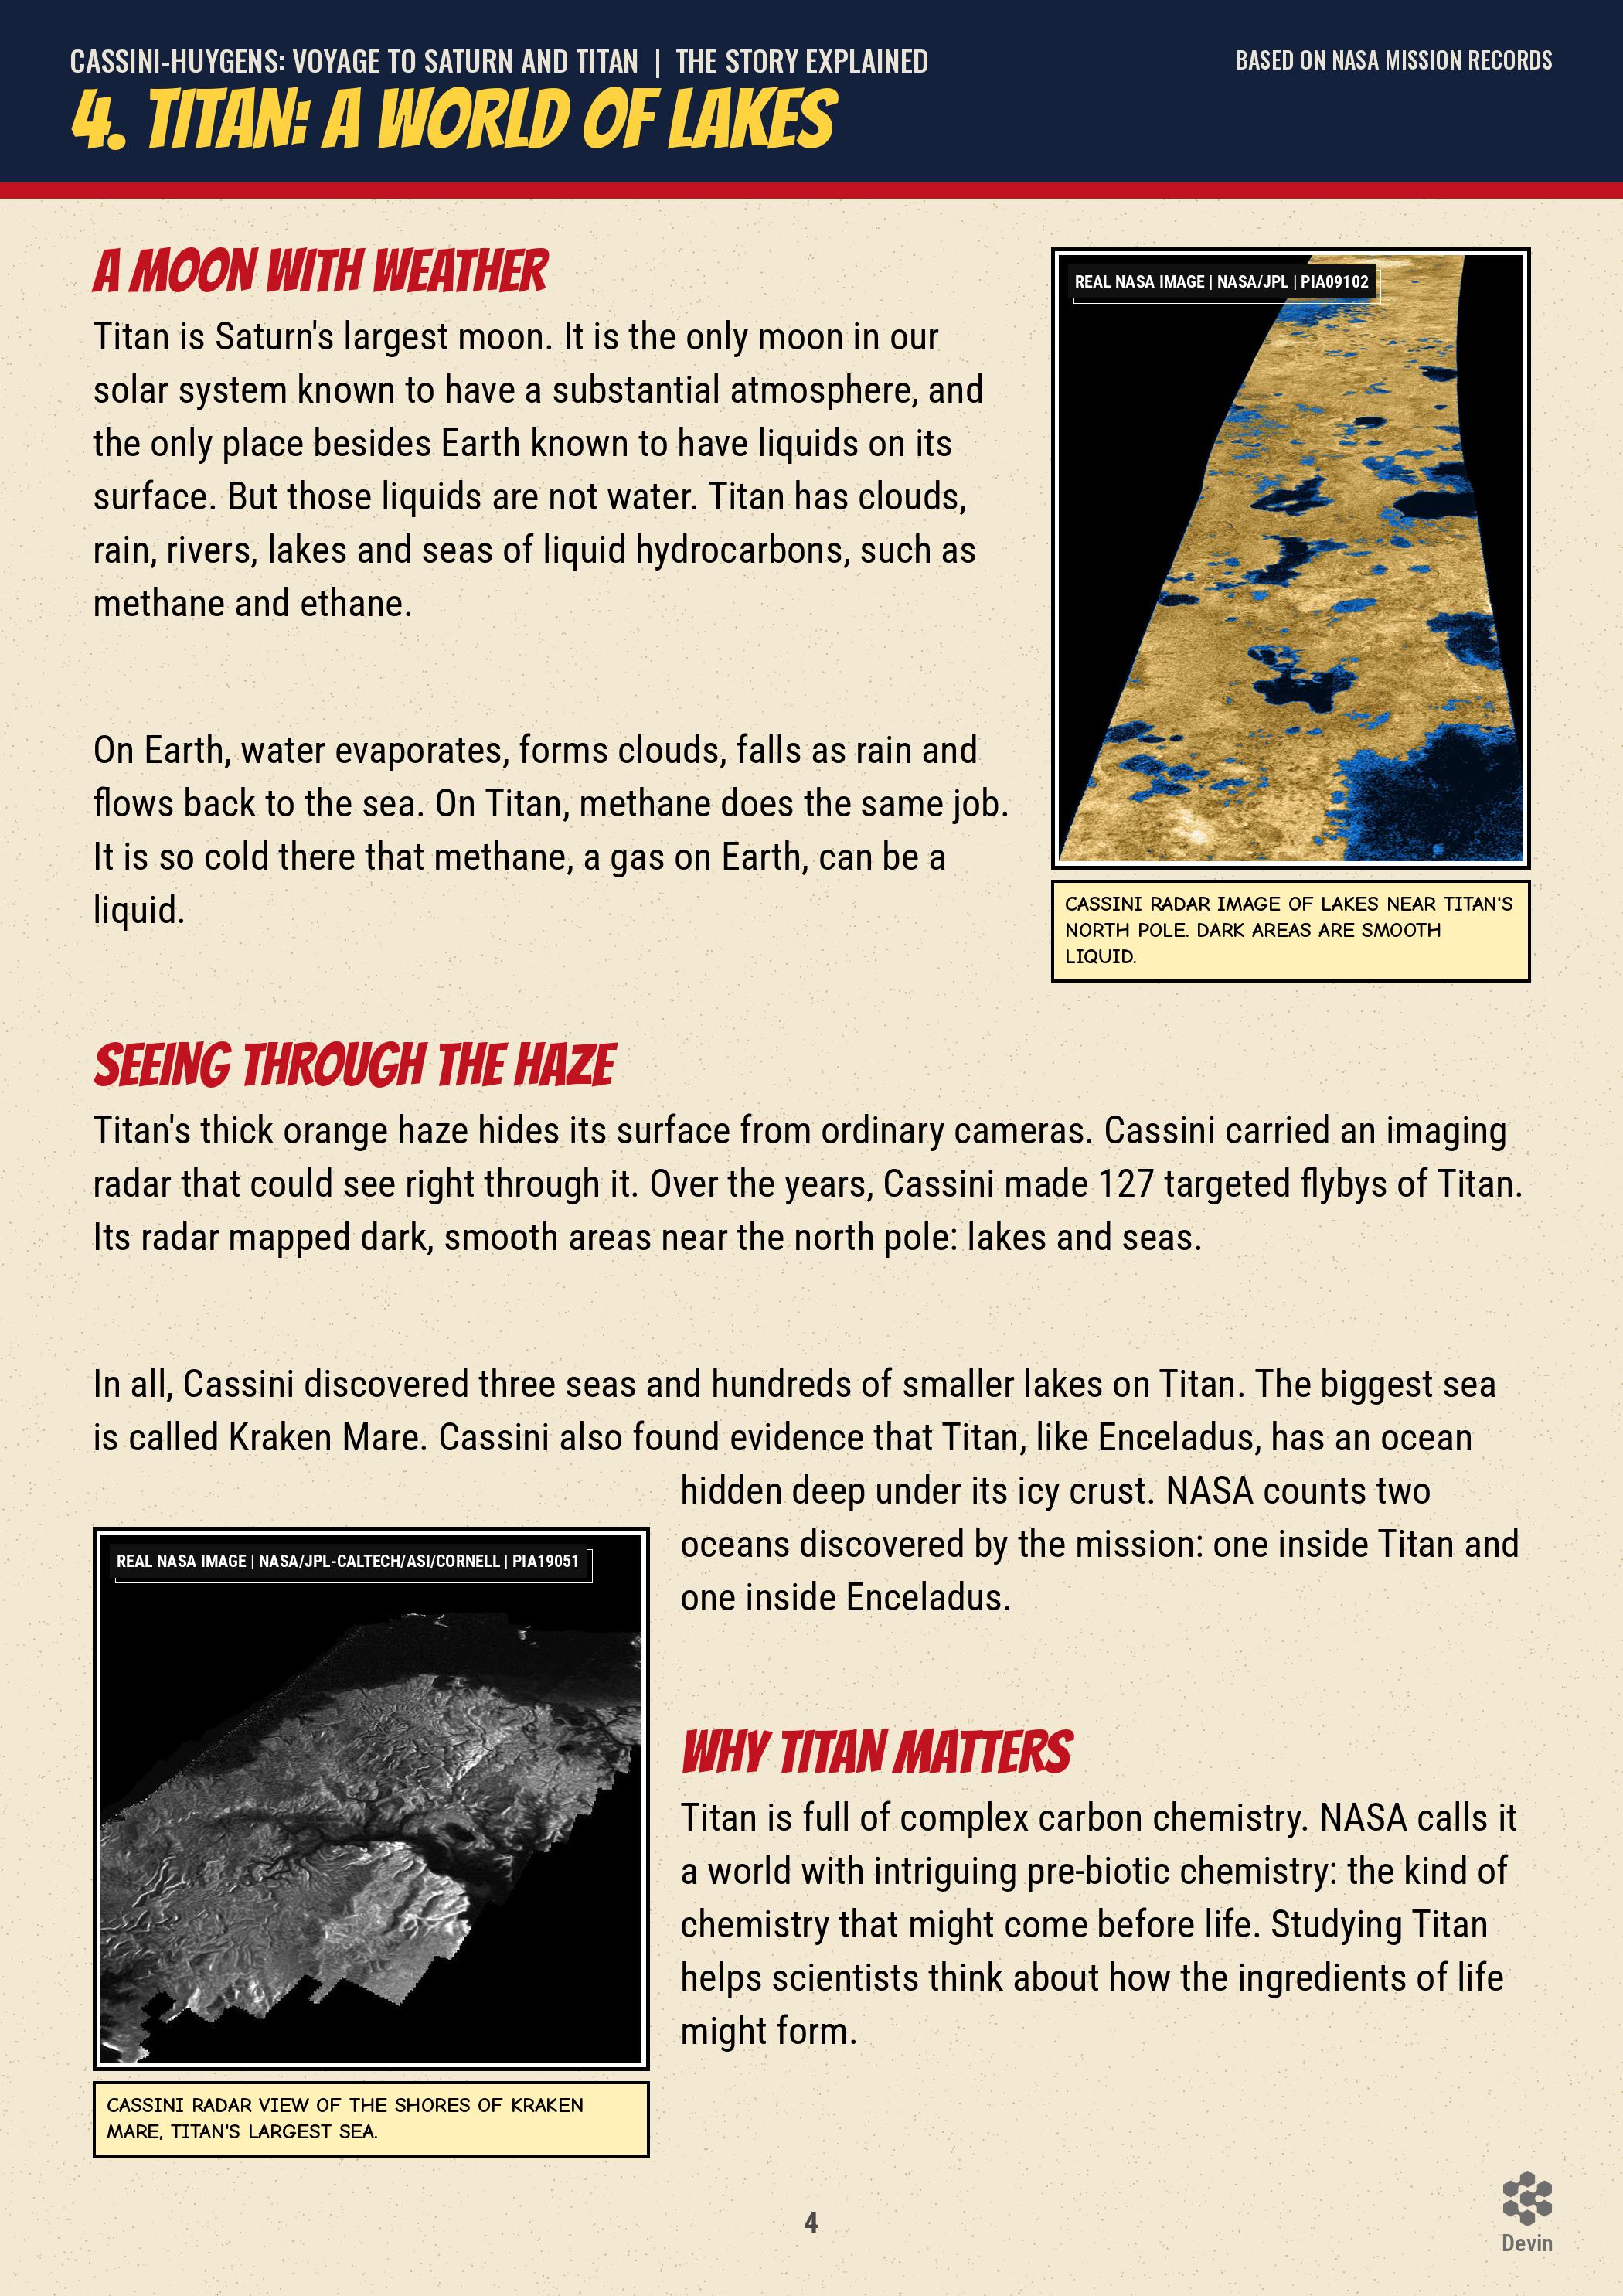 CASSINI-HUYGENS: VOYAGE TO SATURN AND TITAN | THE STORY EXPLAINED
BASED ON NASA MISSION RECORDS
4. TITAN: A WORLD OF LAKES
A MOON WITH WEATHER
Titan is Saturn's largest moon. It is the only moon in our
solar system known to have a substantial atmosphere, and
the only place besides Earth known to have liquids on its
surface. But those liquids are not water. Titan has clouds,
rain, rivers, lakes and seas of liquid hydrocarbons, such as
methane and ethane.
On Earth, water evaporates, forms clouds, falls as rain and
flows back to the sea. On Titan, methane does the same job.
It is so cold there that methane, a gas on Earth, can be a
liquid.
REAL NASA IMAGE | NASA/JPL | PIA09102
CASSINI RADAR IMAGE OF LAKES NEAR TITAN'S
NORTH POLE. DARK AREAS ARE SMOOTH
LIQUID.
SEEING THROUGH THE HAZE
Titan's thick orange haze hides its surface from ordinary cameras. Cassini carried an imaging
radar that could see right through it. Over the years, Cassini made 127 targeted flybys of Titan.
Its radar mapped dark, smooth areas near the north pole: lakes and seas.
In all, Cassini discovered three seas and hundreds of smaller lakes on Titan. The biggest sea
is called Kraken Mare. Cassini also found evidence that Titan, like Enceladus, has an ocean
hidden deep under its icy crust. NASA counts two
oceans discovered by the mission: one inside Titan and
one inside Enceladus.
REAL NASA IMAGE | NASA/JPL-CALTECH/ASI/CORNELL | PIA19051
CASSINI RADAR VIEW OF THE SHORES OF KRAKEN
MARE, TITAN'S LARGEST SEA.
WHY TITAN MATTERS
Titan is full of complex carbon chemistry. NASA calls it
a world with intriguing pre-biotic chemistry: the kind of
chemistry that might come before life. Studying Titan
helps scientists think about how the ingredients of life
might form.
4
Devin